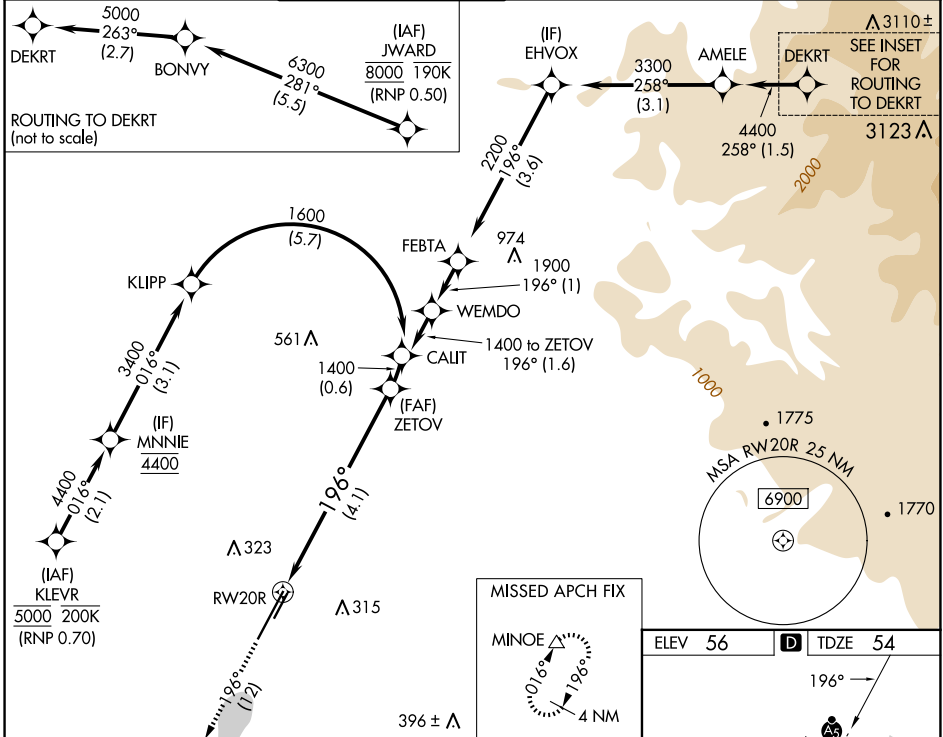 5000
263°
(2.7)
DEKRT
BONVY
6300
281°
(5.5)
(IAF)
JWARD
8000 190K
(RNP 0.50)
ROUTING TO DEKRT
(not to scale)
(IF)
EHVOX
3300
258°
(3.1)
AMELE
DEKRT
4400
258° (1.5)
3110 ±
SEE INSET
FOR
ROUTING
TO DEKRT
3123
2000
2200
196°
(3.6)
1600
(5.7)
FEBTA
974
1900
196° (1)
KLIPP
WEMDO
561
CALIT
1400 to ZETOV
196° (1.6)
1400
(0.6)
(FAF)
ZETOV
3400
016°
(3.1)
1000
(IF)
MNNIE
4400
4400
016°
(2.1)
196°
(4.1)
1775
MSA RW20R 25 NM
6900
1770
(IAF)
KLEVR
5000 200K
(RNP 0.70)
323
RW20R
315
196°
(12)
396 ±
MISSED APCH FIX
MINOE
016°
196°
4 NM
ELEV 56
D
TDZE 54
196°
A5